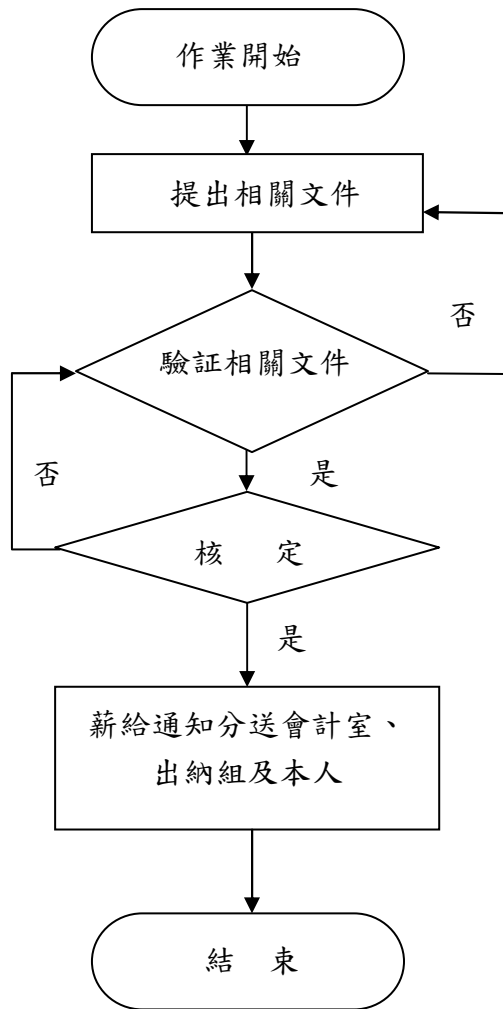 作業開始
提出相關文件
否
驗証相關文件
否
是
核 定
是
薪給通知分送會計室、
出納組及本人
結 束